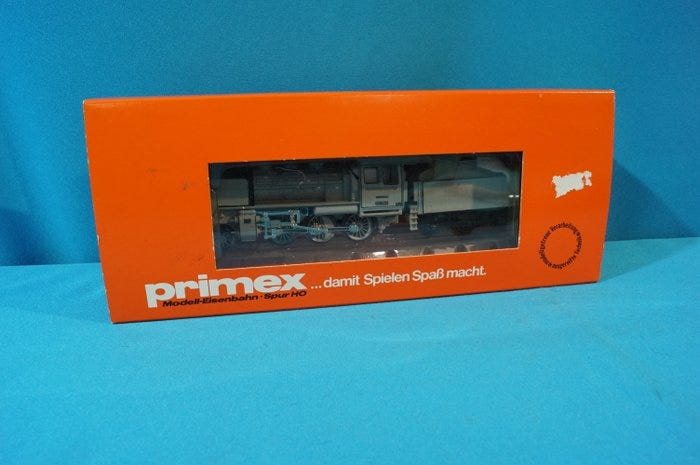 primex
Modell-Eisenbahn · Spur HO
...damit Spielen Spaß macht.